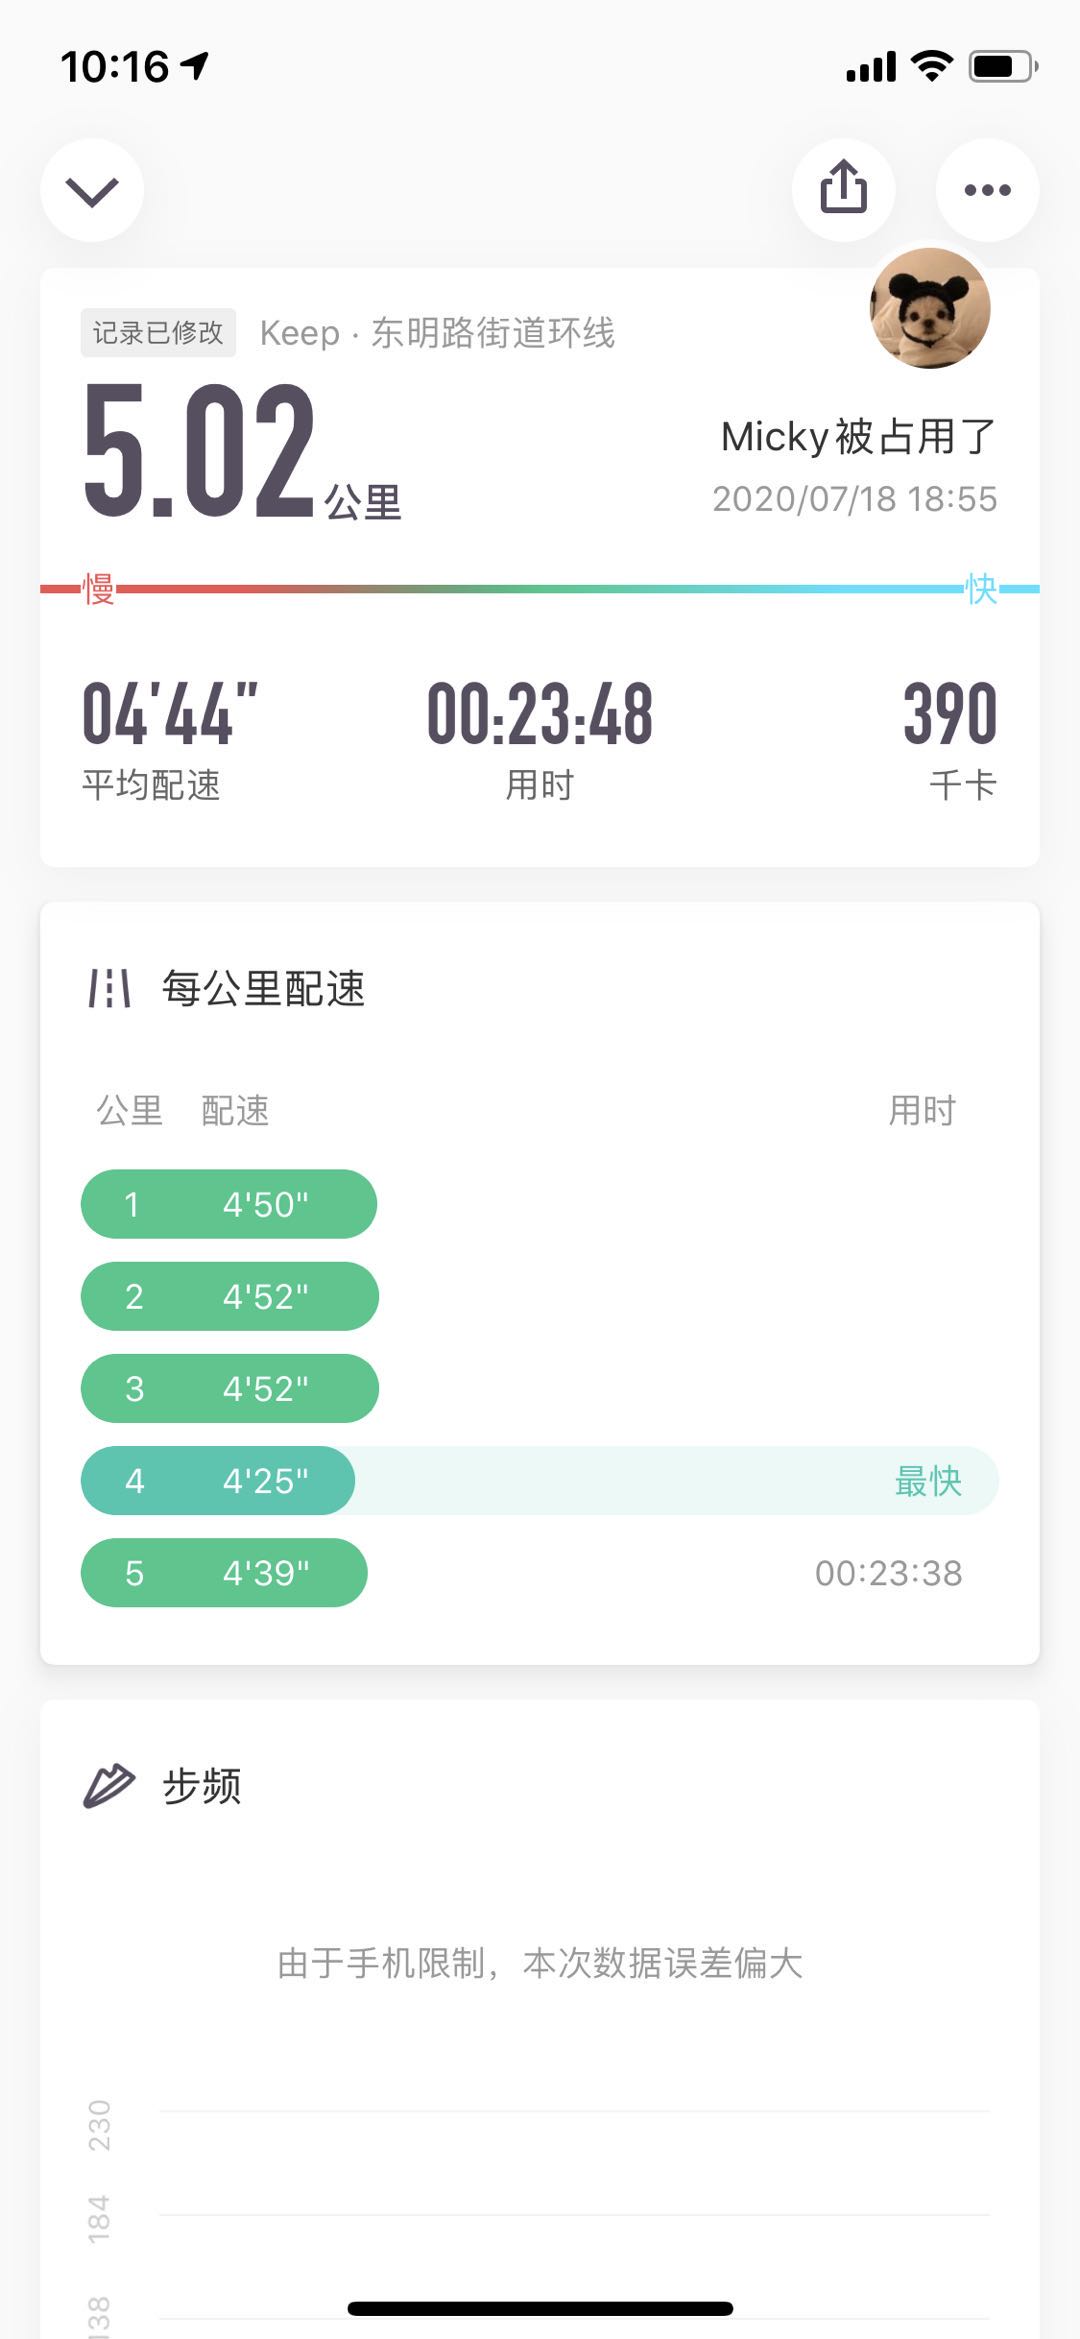 10:16
记录已修改 Keep · 东明路街道环线
5.02公里
Micky被占用了
2020/07/18 18:55
慢 快
04'44" 00:23:48 390
平均配速 用时 千卡
每公里配速
公里 配速 用时
1 4'50"
2 4'52"
3 4'52"
4 4'25" 最快
5 4'39" 00:23:38
步频
由于手机限制，本次数据误差偏大
230
184
138